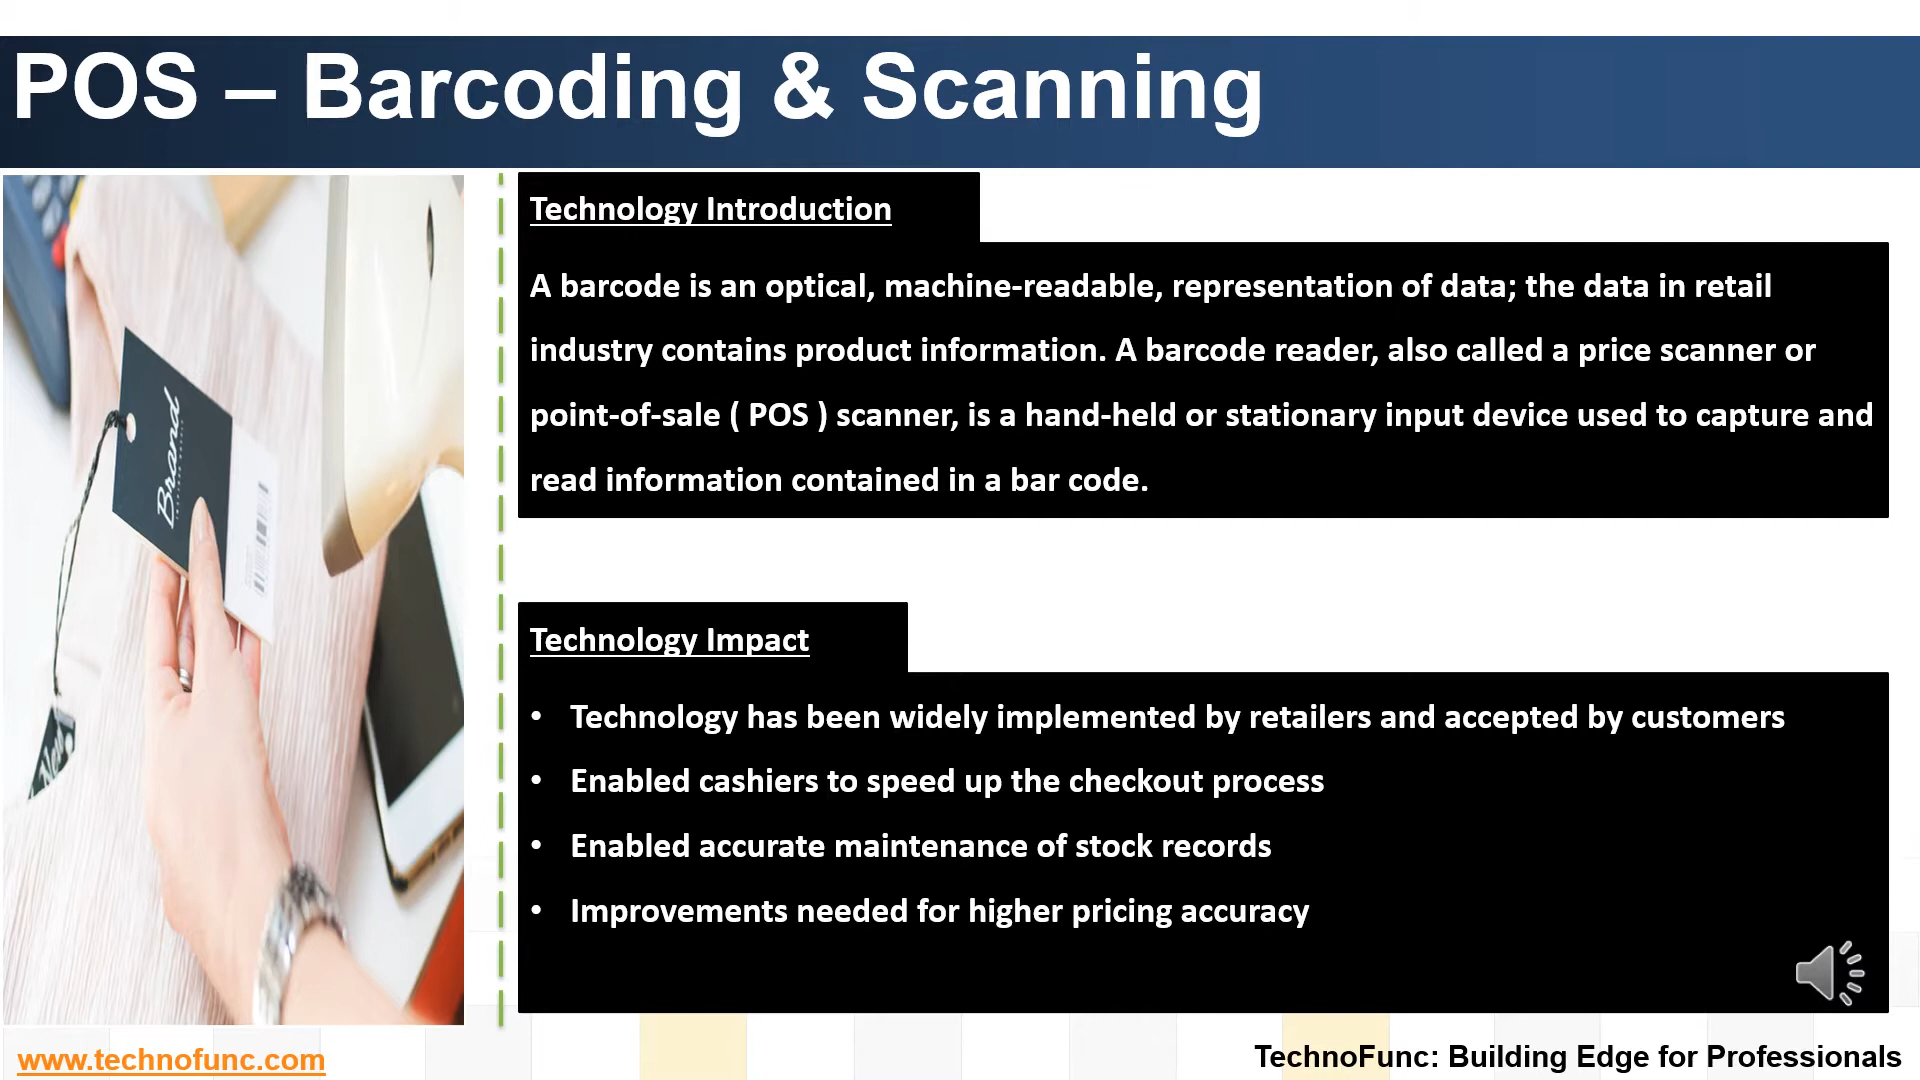 POS – Barcoding & Scanning
Brand
New
Technology Introduction
A barcode is an optical, machine-readable, representation of data; the data in retail
industry contains product information. A barcode reader, also called a price scanner or
point-of-sale ( POS ) scanner, is a hand-held or stationary input device used to capture and
read information contained in a bar code.
Technology Impact
• Technology has been widely implemented by retailers and accepted by customers
• Enabled cashiers to speed up the checkout process
• Enabled accurate maintenance of stock records
• Improvements needed for higher pricing accuracy
www.technofunc.com
TechnoFunc: Building Edge for Professionals